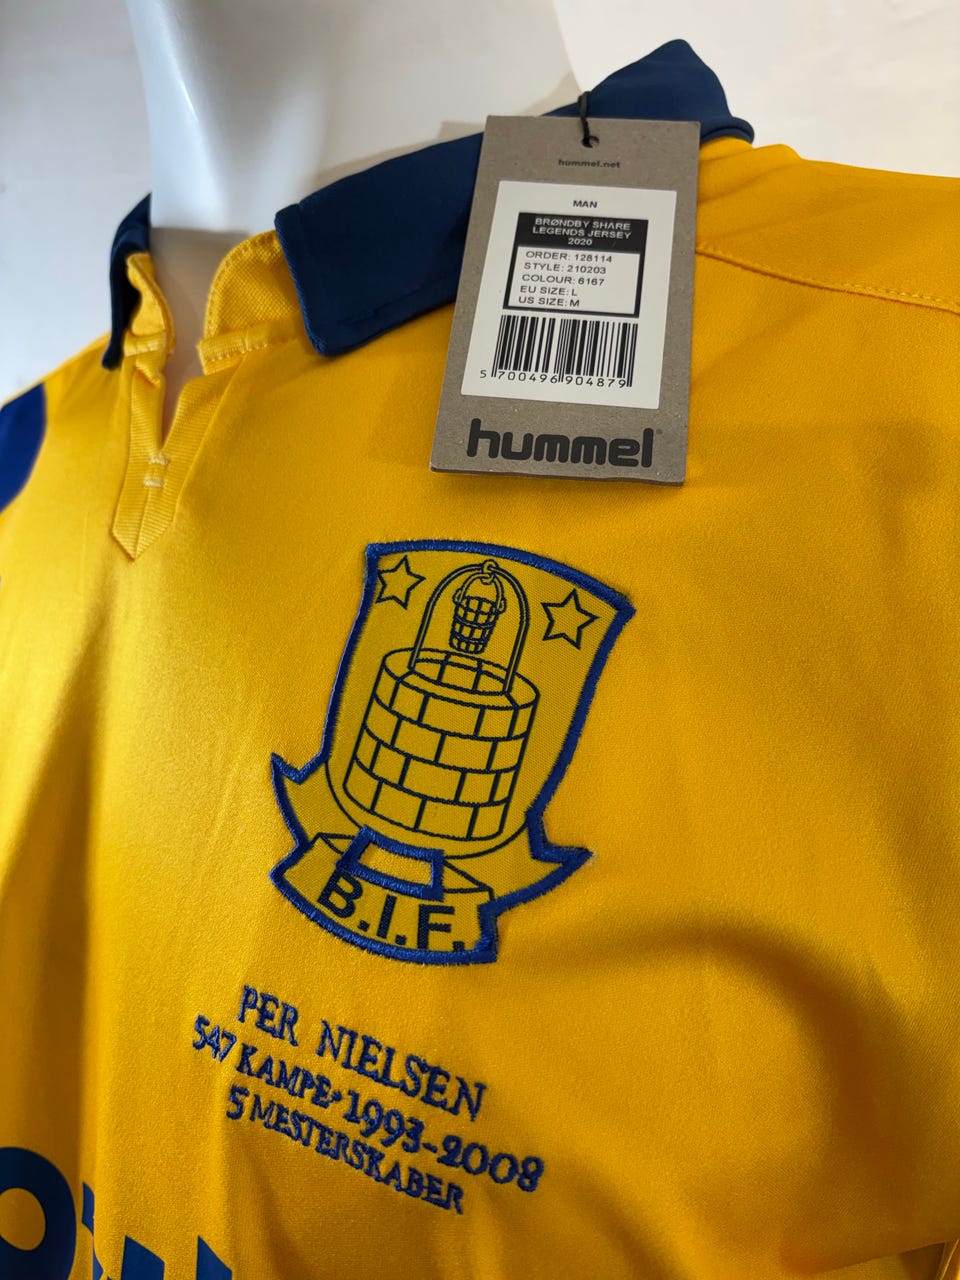 hummel.net
MAN
BRØNDBY SHARE
LEGENDS JERSEY
2020
ORDER: 128114
STYLE: 210203
COLOUR: 6167
EU SIZE: L
US SIZE: M
5 700496 904879
hummel
B.I.F.
PER NIELSEN
547 KAMPE·1993-2008
5 MESTERSKABER